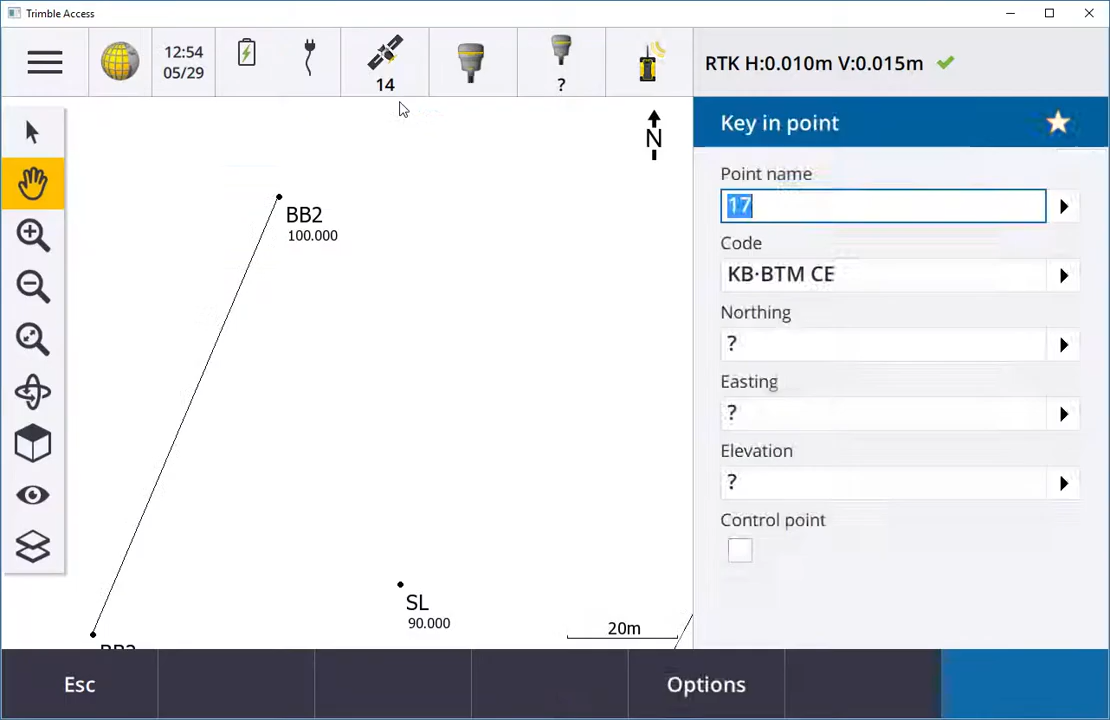 Trimble Access
12:54
05/29
14
?
RTK H:0.010m V:0.015m
Key in point
N
Point name
17
Code
KB·BTM CE
Northing
?
Easting
?
Elevation
?
Control point
BB2
100.000
SL
90.000
20m
Esc
Options